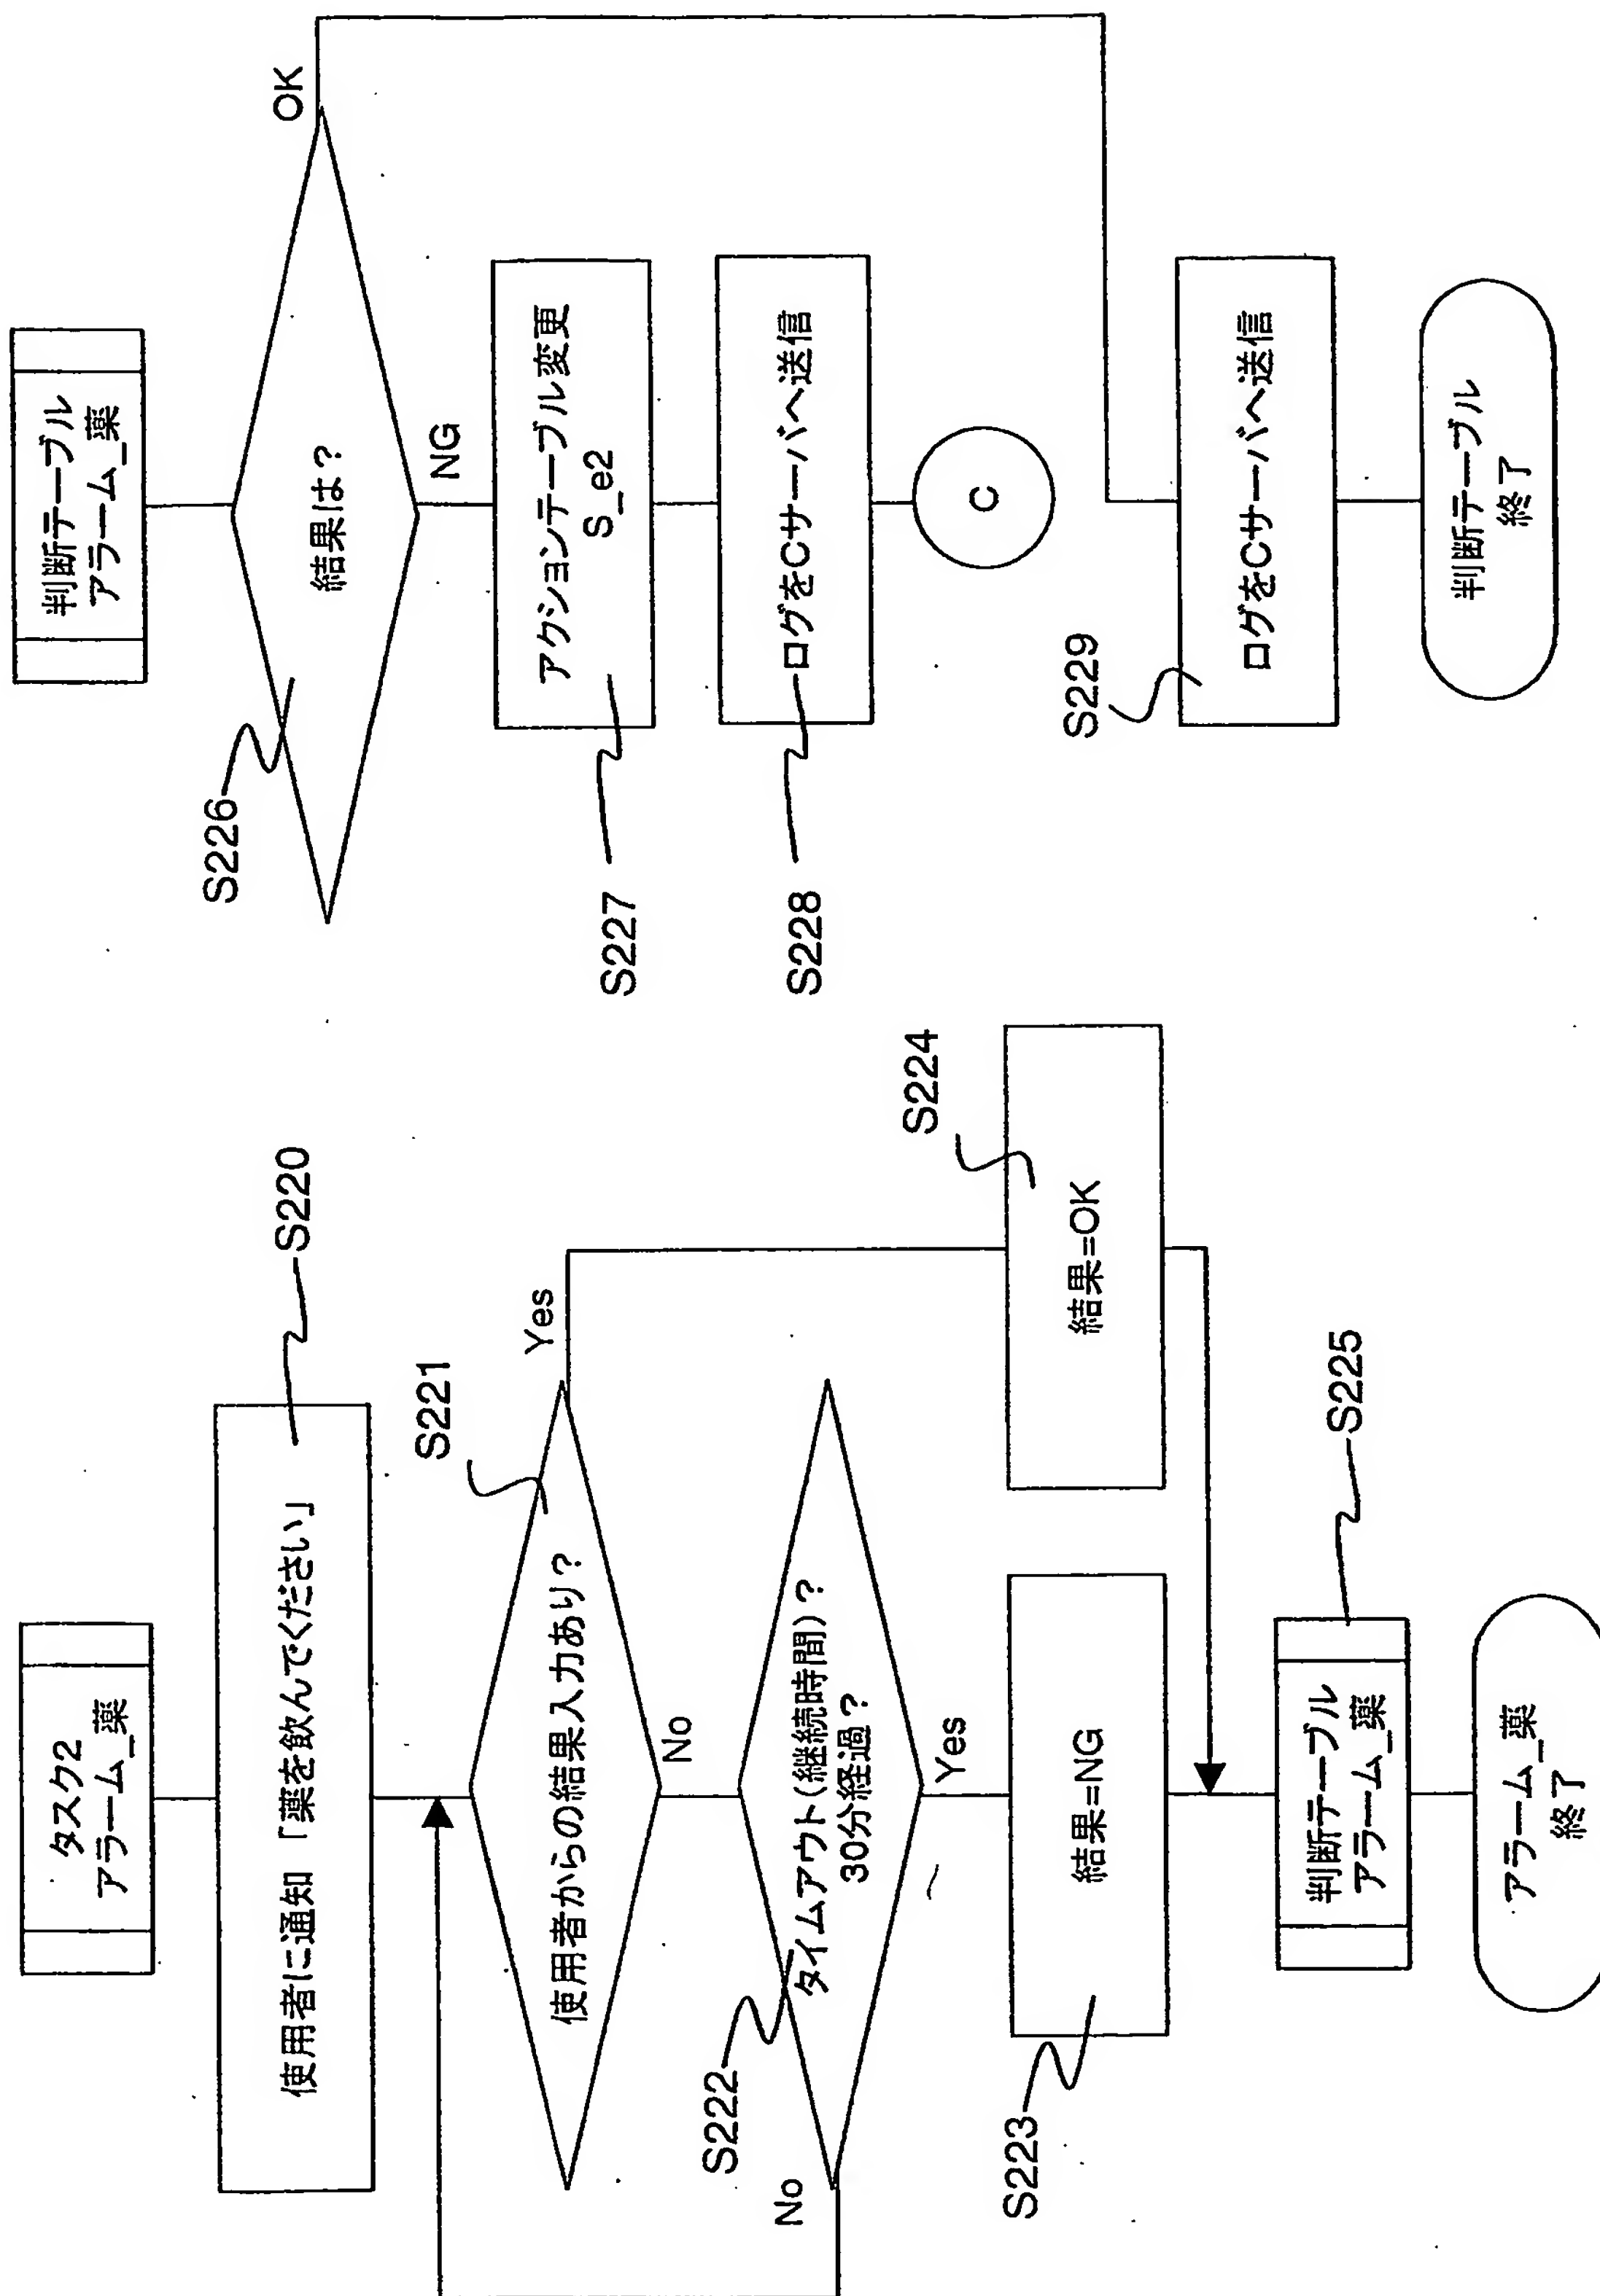 タスク2
アラーム_薬
S220
使用者に通知「薬を飲んでください」
S221
使用者からの結果入力あり?
Yes
No
S222
タイムアウト(継続時間)?
30分経過?
No
Yes
S223
結果=NG
S224
結果=OK
S225
判断テーブル
アラーム_薬
アラーム_薬
終了
判断テーブル
アラーム_薬
S226
結果は?
OK
NG
S227
アクションテーブル変更
S_e2
S228
ログをCサーバへ送信
C
S229
ログをCサーバへ送信
判断テーブル
終了